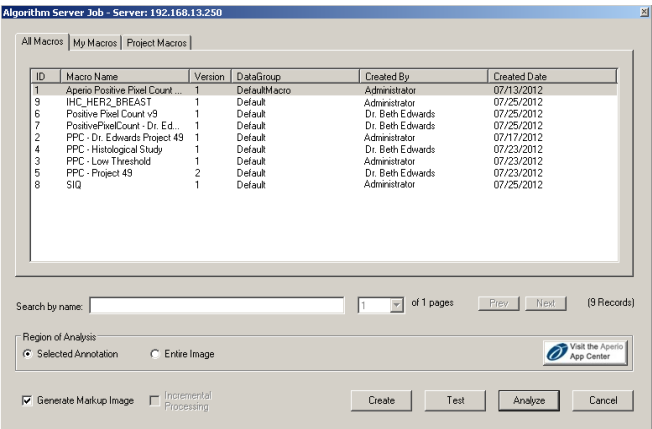 Algorithm Server Job - Server: 192.168.13.250
All Macros My Macros Project Macros
ID Macro Name Version DataGroup Created By Created Date
1 Aperio Positive Pixel Count ... 1 DefaultMacro Administrator 07/13/2012
9 IHC_HER2_BREAST 1 Default Administrator 07/25/2012
6 Positive Pixel Count v9 1 Default Dr. Beth Edwards 07/25/2012
7 PositivePixelCount - Dr. Ed... 1 Default Dr. Beth Edwards 07/25/2012
2 PPC - Dr. Edwards Project 49 1 Default Administrator 07/17/2012
4 PPC - Histological Study 1 Default Dr. Beth Edwards 07/23/2012
3 PPC - Low Threshold 1 Default Administrator 07/23/2012
5 PPC - Project 49 2 Default Dr. Beth Edwards 07/23/2012
8 SIQ 1 Default Administrator 07/25/2012
Search by name: 1 of 1 pages Prev Next (9 Records)
Region of Analysis
Selected Annotation Entire Image
Visit the Aperio
App Center
Generate Markup Image Incremental
Processing
Create Test Analyze Cancel